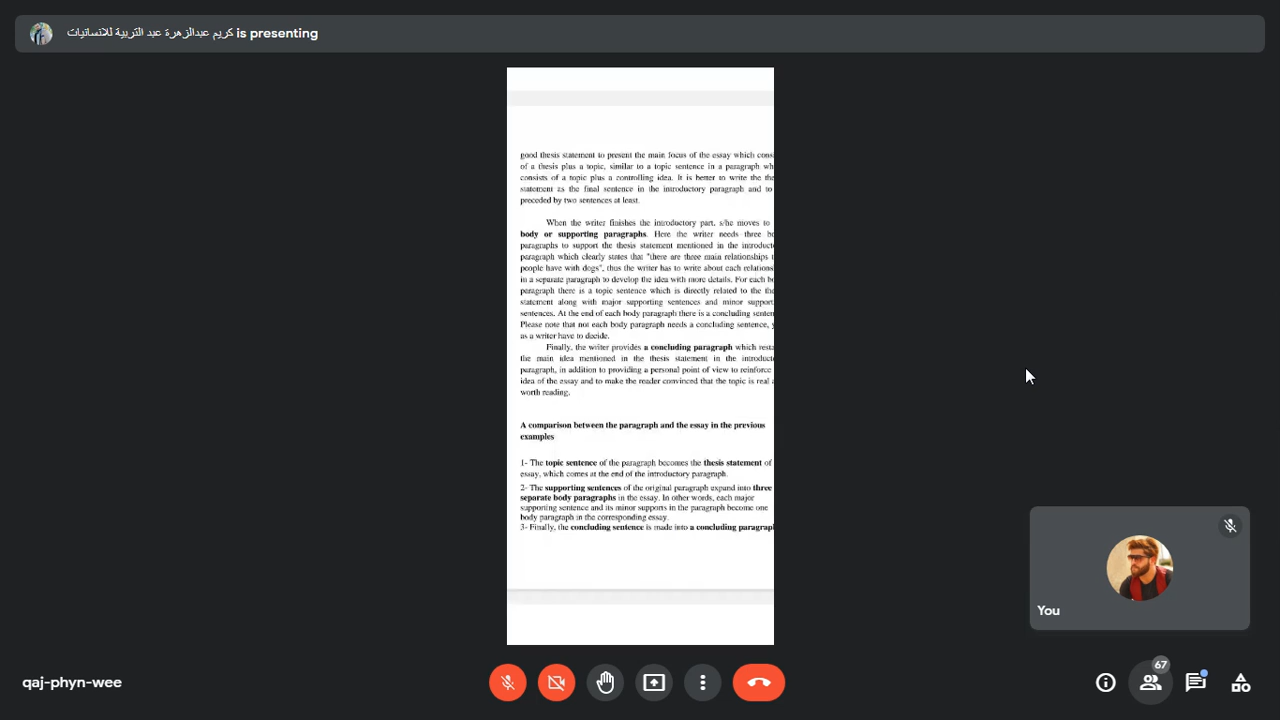 كريم عبدالزهرة عبد التربية للانسانيات is presenting
good thesis statement to present the main focus of the essay which consi
of a thesis plus a topic, similar to a topic sentence in a paragraph wh
consists of a topic plus a controlling idea. It is better to write the the
statement as the final sentence in the introductory paragraph and to
preceded by two sentences at least.
When the writer finishes the introductory part, s/he moves to
body or supporting paragraphs. Here the writer needs three bo
paragraphs to support the thesis statement mentioned in the introducto
paragraph which clearly states that "there are three main relationships t
people have with dogs", thus the writer has to write about each relations
in a separate paragraph to develop the idea with more details. For each bo
paragraph there is a topic sentence which is directly related to the the
statement along with major supporting sentences and minor support
sentences. At the end of each body paragraph there is a concluding senten
Please note that not each body paragraph needs a concluding sentence, y
as a writer have to decide.
Finally, the writer provides a concluding paragraph which resta
the main idea mentioned in the thesis statement in the introducto
paragraph, in addition to providing a personal point of view to reinforce
idea of the essay and to make the reader convinced that the topic is real a
worth reading.
A comparison between the paragraph and the essay in the previous
examples
1- The topic sentence of the paragraph becomes the thesis statement of
essay, which comes at the end of the introductory paragraph.
2- The supporting sentences of the original paragraph expand into three
separate body paragraphs in the essay. In other words, each major
supporting sentence and its minor supports in the paragraph become one
body paragraph in the corresponding essay.
3- Finally, the concluding sentence is made into a concluding paragrapl
You
67
qaj-phyn-wee